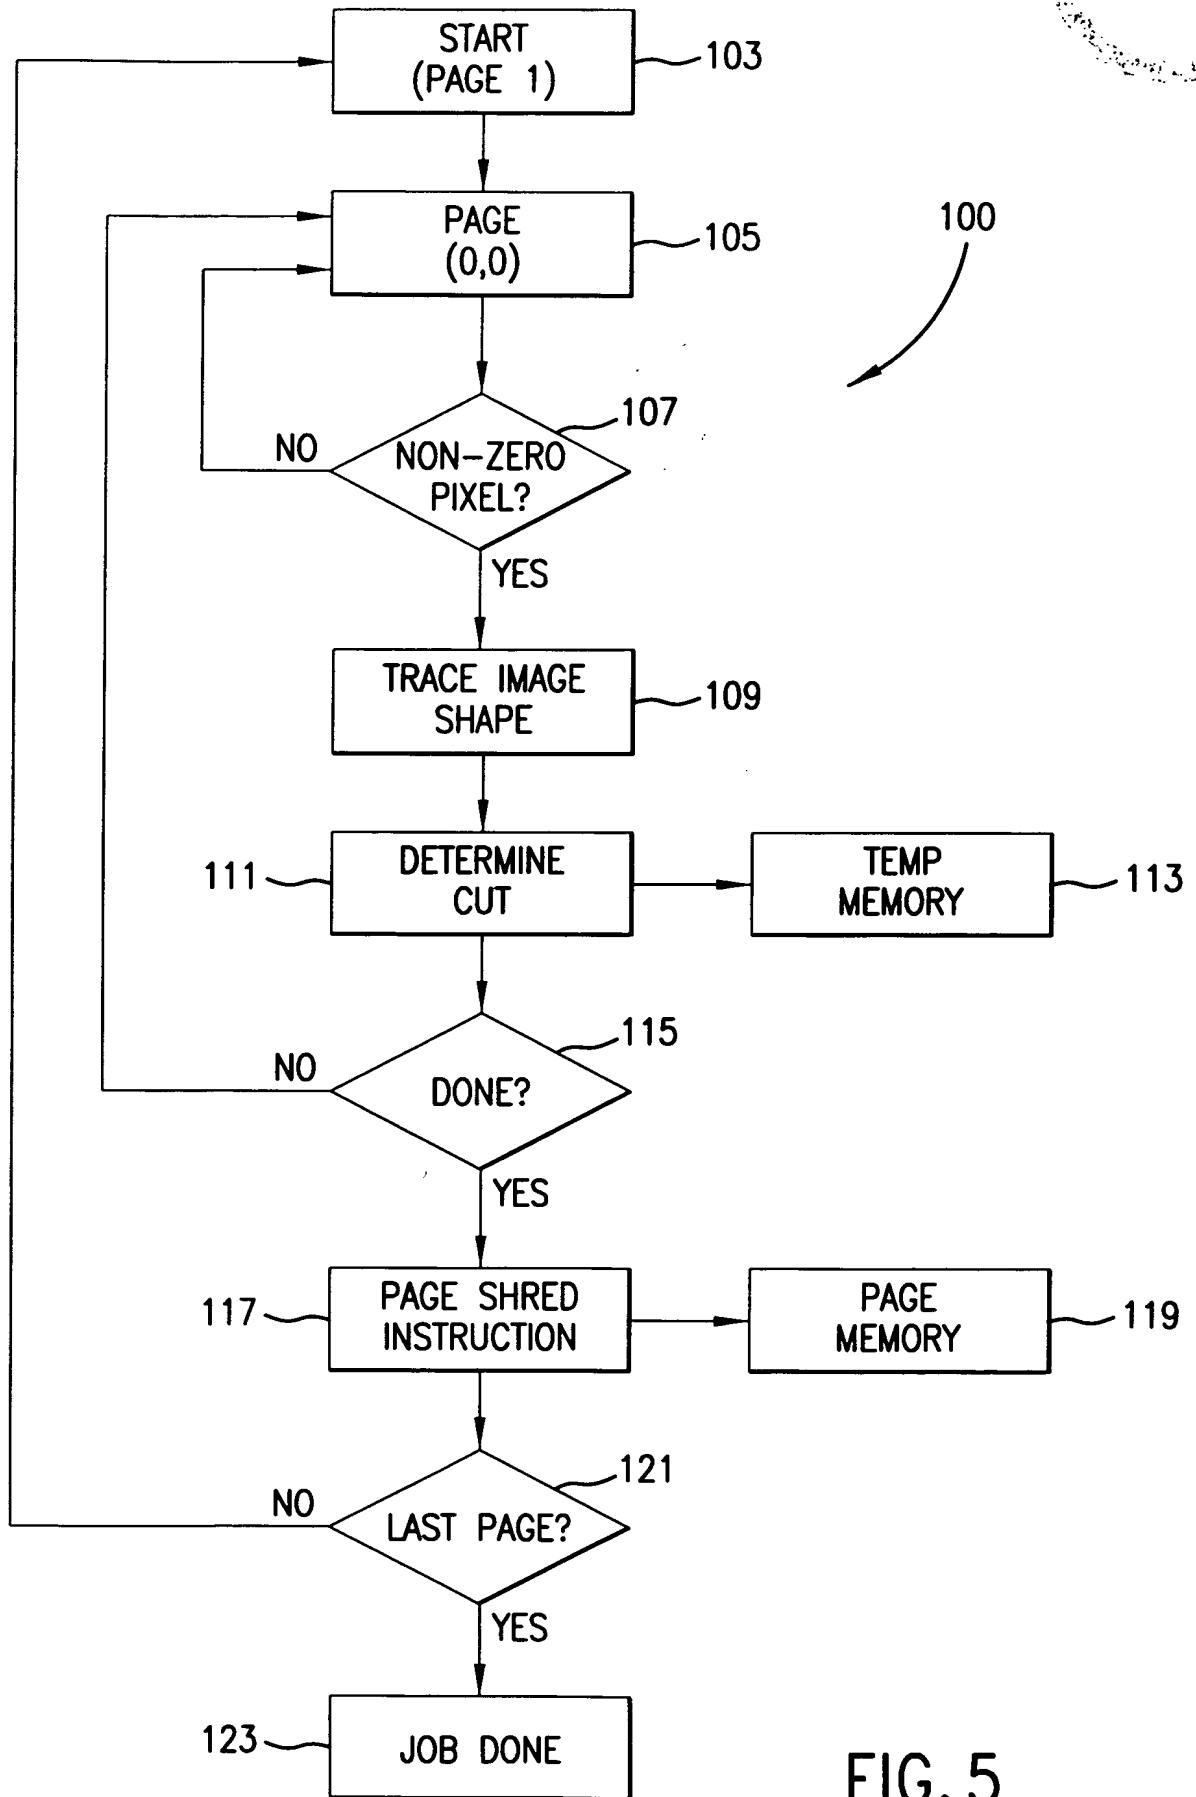 START
(PAGE 1)
103
PAGE
(0,0)
105
100
107
NON-ZERO
PIXEL?
NO
YES
TRACE IMAGE
SHAPE
109
111
DETERMINE
CUT
TEMP
MEMORY
113
115
NO
DONE?
YES
117
PAGE SHRED
INSTRUCTION
PAGE
MEMORY
119
121
NO
LAST PAGE?
YES
123
JOB DONE
FIG. 5